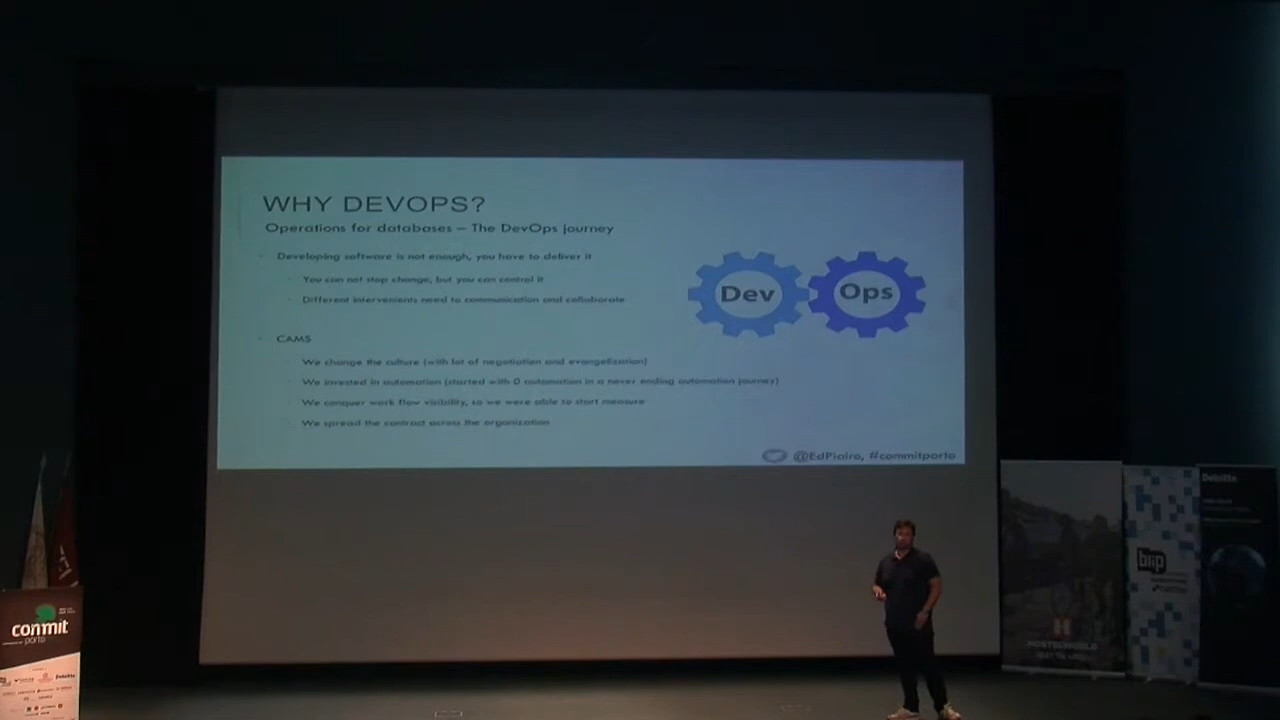 WHY DEVOPS?
Operations for databases – The DevOps journey
Developing software is not enough, you have to deliver it
You can not stop change, but you can control it
Different intervenients need to communication and collaborate
CAMS
We change the culture (with lot of negotiation and evangelization)
We invested in automation (started with 0 automation in a never ending automation journey)
We conquer work flow visibility, so we were able to start measure
We spread the contract across the organization
Dev
Ops
@EdPiairo, #commitporto
commit
porto
HOSTELWORLD
blip
Deloitte